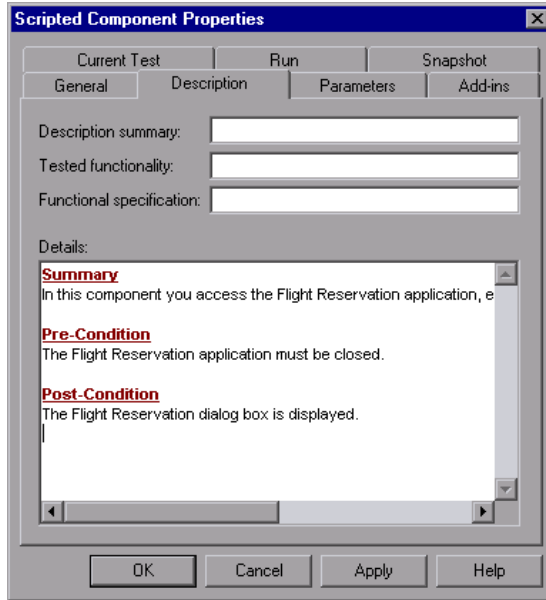 Scripted Component Properties
Current Test Run Snapshot
General Description Parameters Add-ins
Description summary:
Tested functionality:
Functional specification:
Details:
Summary
In this component you access the Flight Reservation application, e
Pre-Condition
The Flight Reservation application must be closed.
Post-Condition
The Flight Reservation dialog box is displayed.
OK Cancel Apply Help